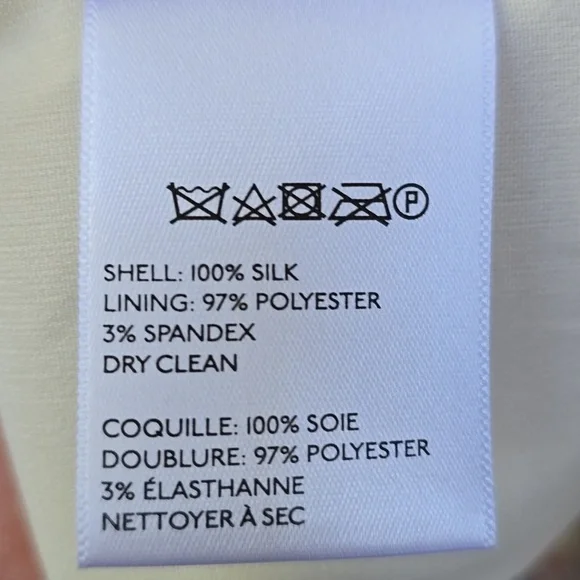 P
SHELL: 100% SILK
LINING: 97% POLYESTER
3% SPANDEX
DRY CLEAN
COQUILLE: 100% SOIE
DOUBLURE: 97% POLYESTER
3% ÉLASTHANNE
NETTOYER À SEC